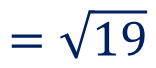 = √19